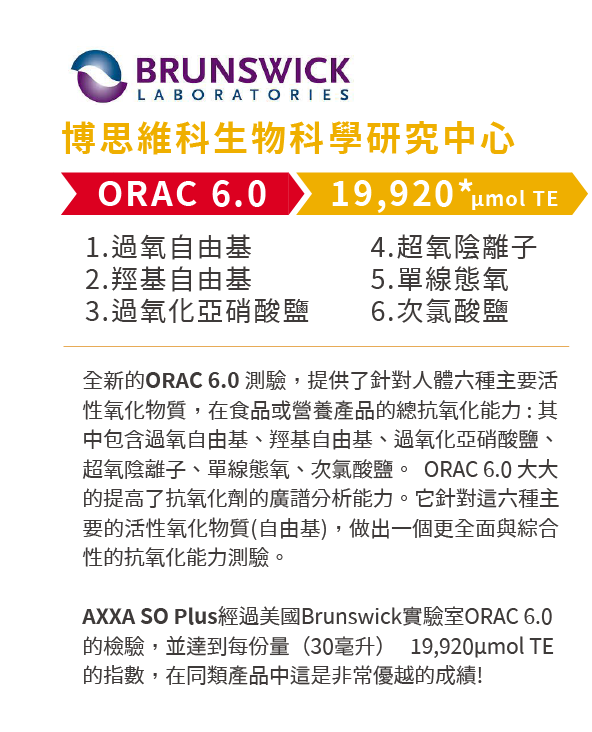 BRUNSWICK
LABORATORIES
博思維科生物科學研究中心
ORAC 6.0 19,920*μmol TE
1.過氧自由基
2.羥基自由基
3.過氧化亞硝酸鹽
4.超氧陰離子
5.單線態氧
6.次氯酸鹽
全新的ORAC 6.0 測驗，提供了針對人體六種主要活
性氧化物質，在食品或營養產品的總抗氧化能力 : 其
中包含過氧自由基、羥基自由基、過氧化亞硝酸鹽、
超氧陰離子、單線態氧、次氯酸鹽。 ORAC 6.0 大大
的提高了抗氧化劑的廣譜分析能力。它針對這六種主
要的活性氧化物質(自由基)，做出一個更全面與綜合
性的抗氧化能力測驗。
AXXA SO Plus經過美國Brunswick實驗室ORAC 6.0
的檢驗，並達到每份量（30毫升） 19,920μmol TE
的指數，在同類產品中這是非常優越的成績!